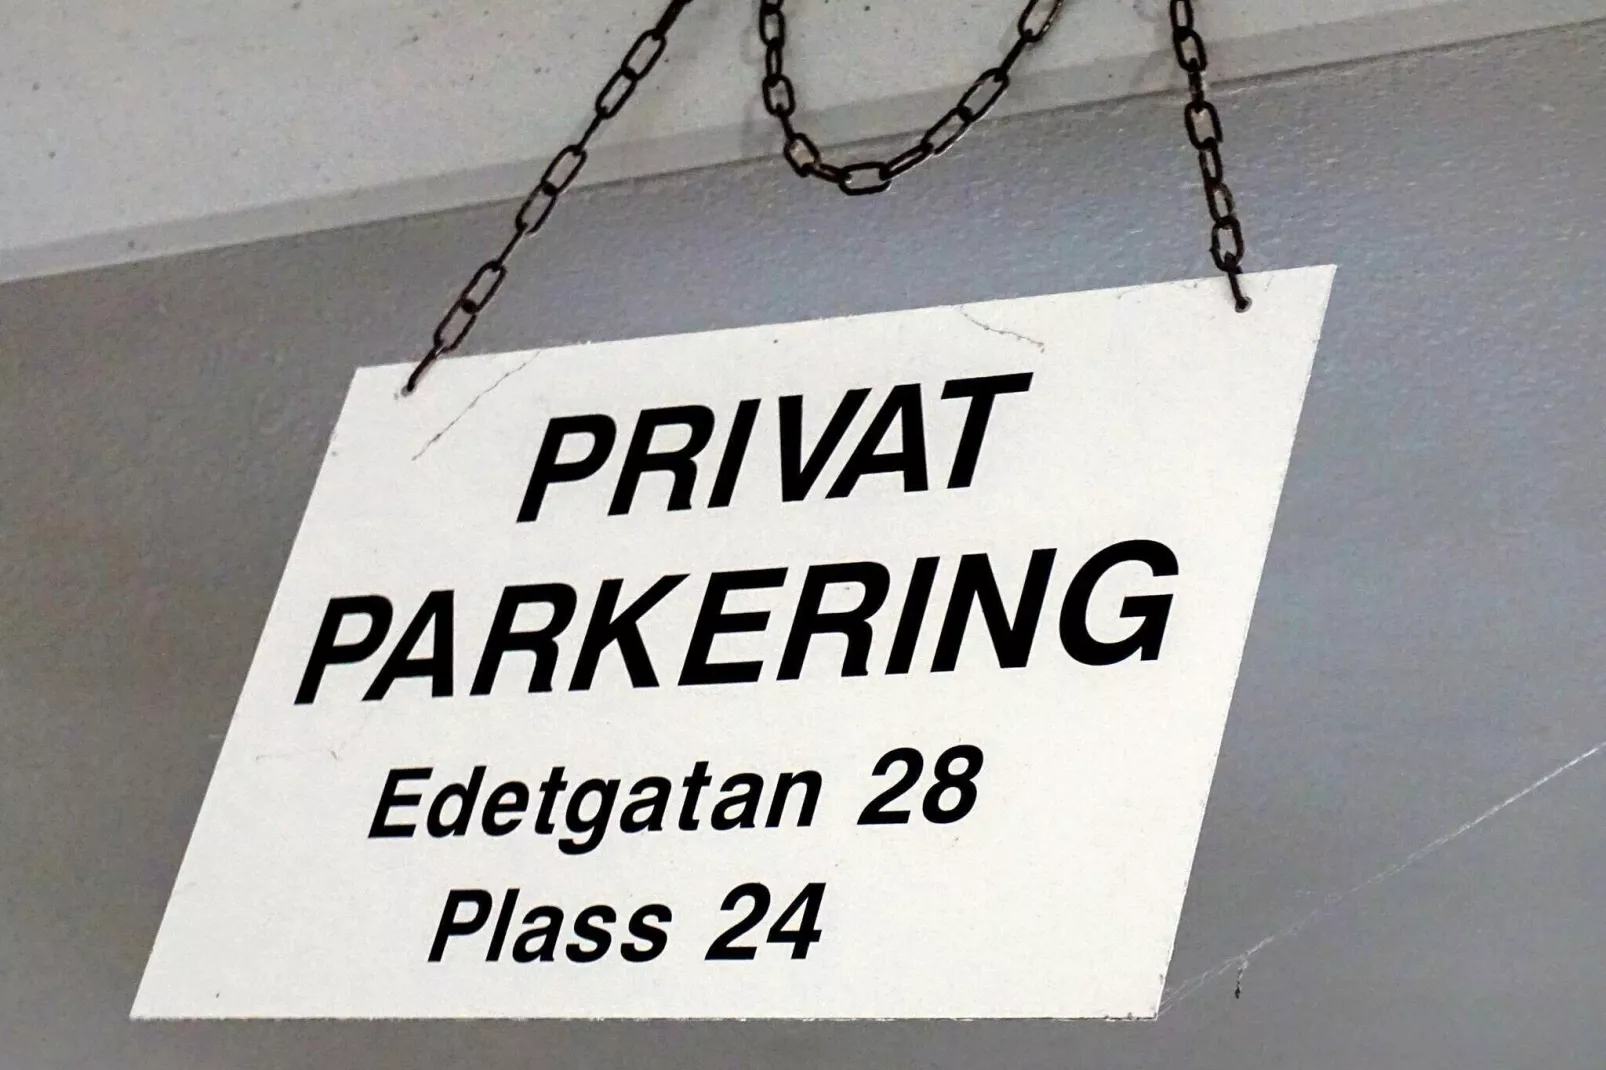 PRIVAT
PARKERING
Edetgatan 28
Plass 24